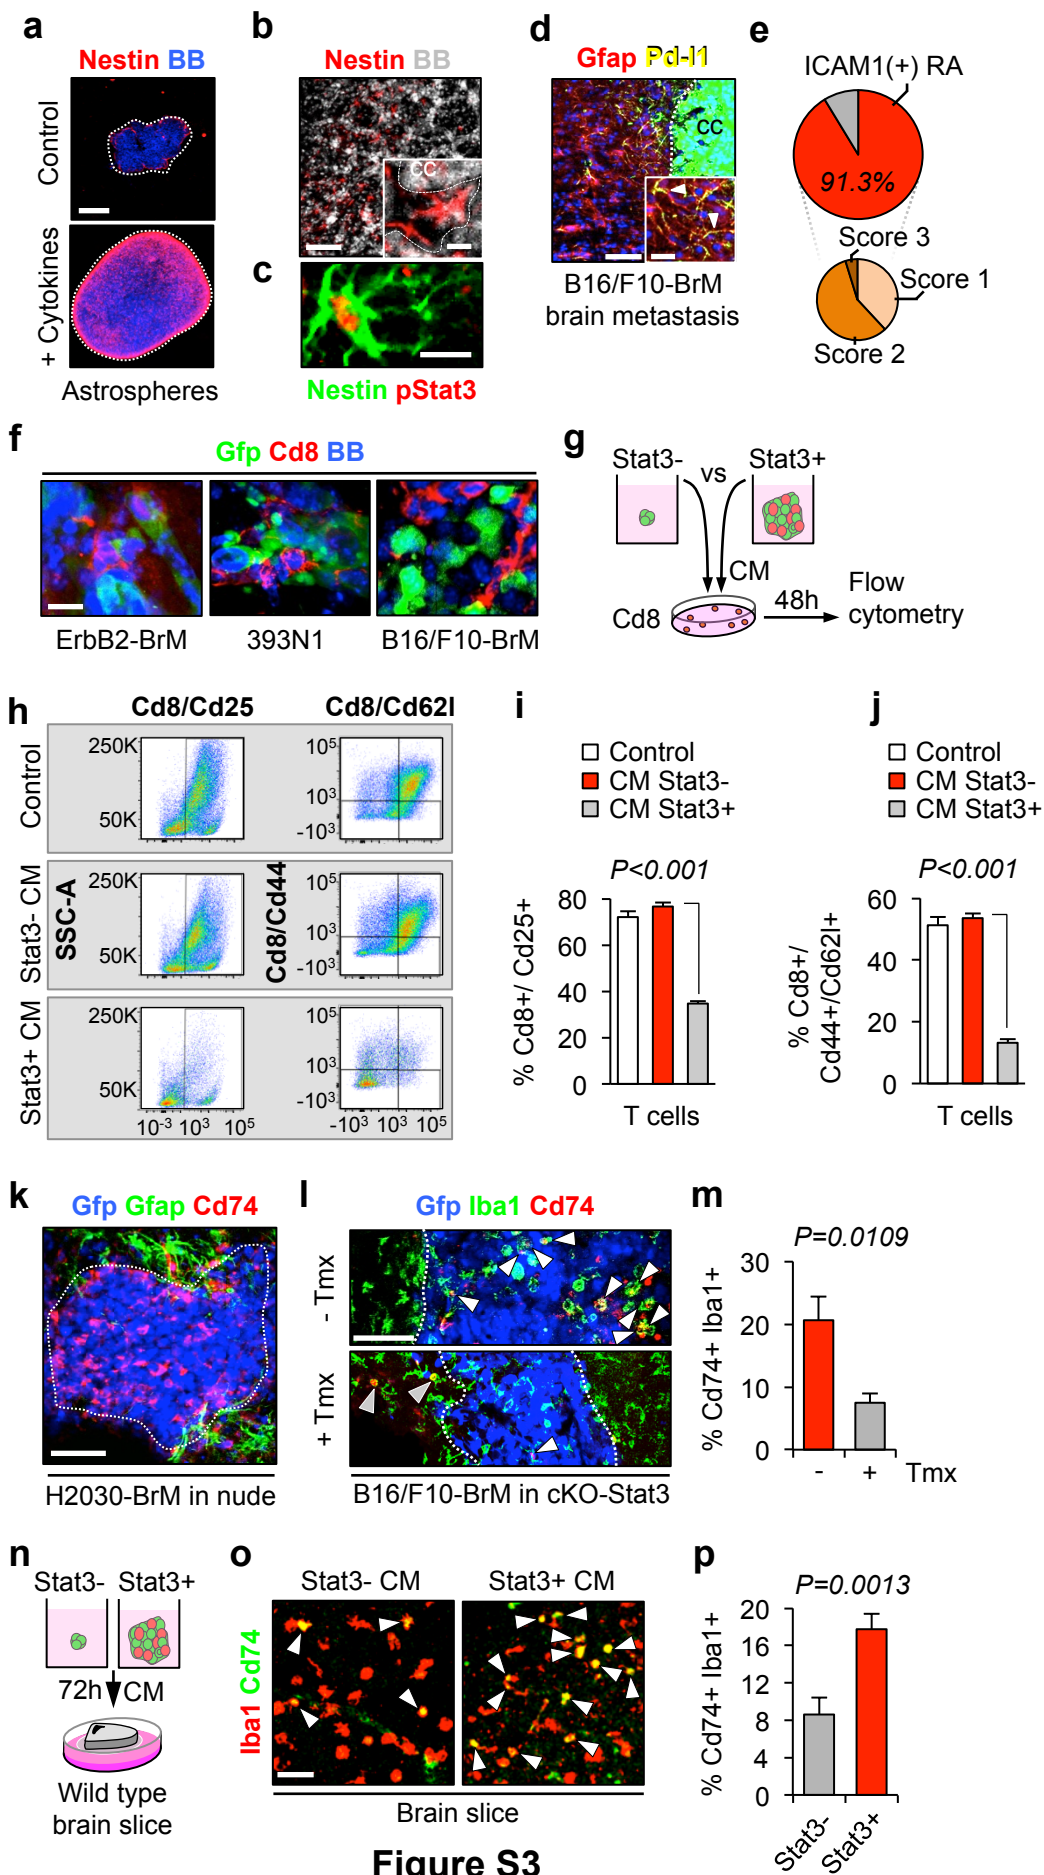 a
Nestin BB
Control
+ Cytokines
Astrospheres
b
Nestin BB
CC
c
Nestin pStat3
d
Gfap Pd-l1
CC
B16/F10-BrM
brain metastasis
e
ICAM1(+) RA
91.3%
Score 3
Score 1
Score 2
f
Gfp Cd8 BB
ErbB2-BrM
393N1
B16/F10-BrM
g
Stat3-
vs
Stat3+
CM
Cd8
48h
Flow
cytometry
h
Cd8/Cd25
Cd8/Cd62l
Control
Stat3- CM
Stat3+ CM
SSC-A
Cd8/Cd44
250K
50K
10⁵
10³
-10³
250K
50K
10⁵
10³
-10³
250K
50K
10⁵
10³
-10³
10⁻³ 10³ 10⁵
-10³ 10³ 10⁵
i
Control
CM Stat3-
CM Stat3+
P<0.001
% Cd8+/ Cd25+
80
60
40
20
0
T cells
j
Control
CM Stat3-
CM Stat3+
P<0.001
% Cd8+/
Cd44+/Cd62l+
60
40
20
0
T cells
k
Gfp Gfap Cd74
H2030-BrM in nude
l
Gfp Iba1 Cd74
- Tmx
+ Tmx
B16/F10-BrM in cKO-Stat3
m
P=0.0109
% Cd74+ Iba1+
30
20
10
0
- + Tmx
n
Stat3- Stat3+
72h CM
Wild type
brain slice
o
Stat3- CM
Stat3+ CM
Iba1 Cd74
Brain slice
p
P=0.0013
% Cd74+ Iba1+
20
16
12
8
4
0
Stat3-
Stat3+
Figure S3